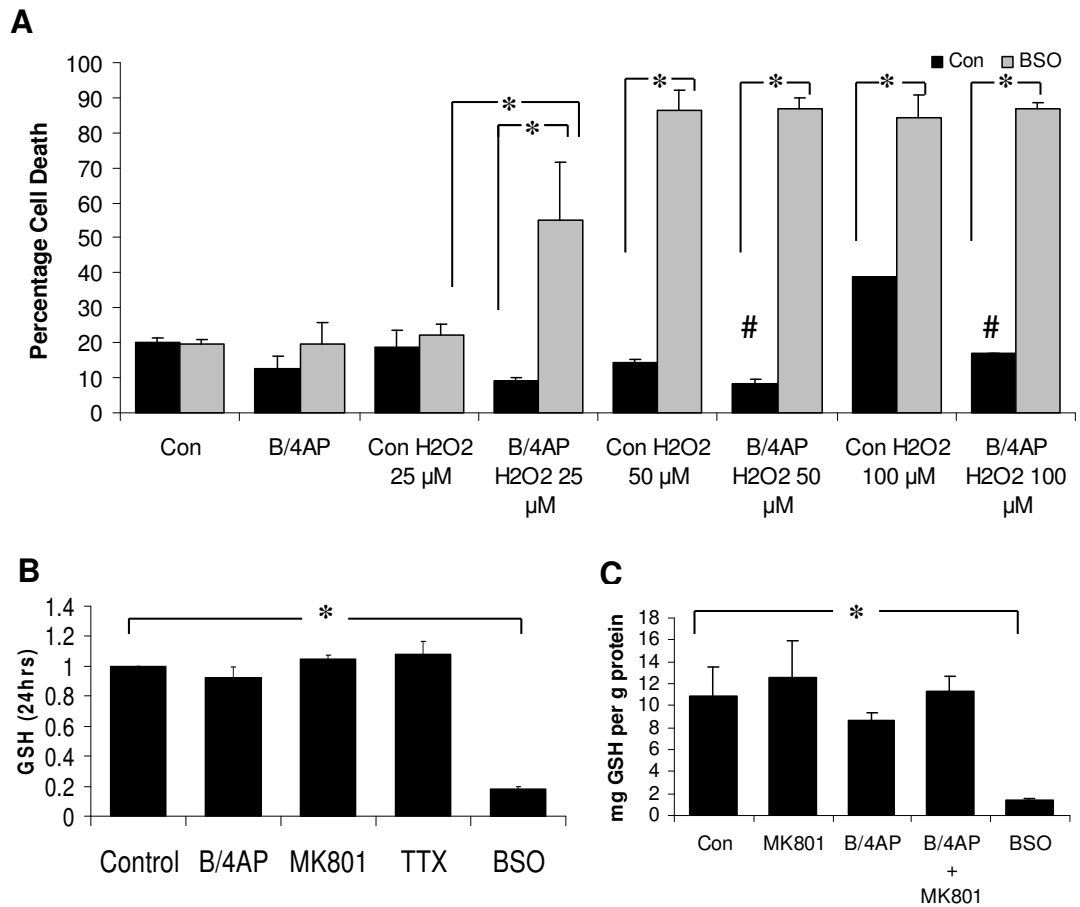 A
Con BSO
Percentage Cell Death
100
90
80
70
60
50
40
30
20
10
0
* * * * * *
# #
Con
B/4AP
Con H2O2
25 µM
B/4AP
H2O2 25
µM
Con H2O2
50 µM
B/4AP
H2O2 50
µM
Con H2O2
100 µM
B/4AP
H2O2 100
µM
B
GSH (24hrs)
1.4
1.2
1
0.8
0.6
0.4
0.2
0
*
Control B/4AP MK801 TTX BSO
C
mg GSH per g protein
18
16
14
12
10
8
6
4
2
0
*
Con
MK801
B/4AP
B/4AP
+
MK801
BSO